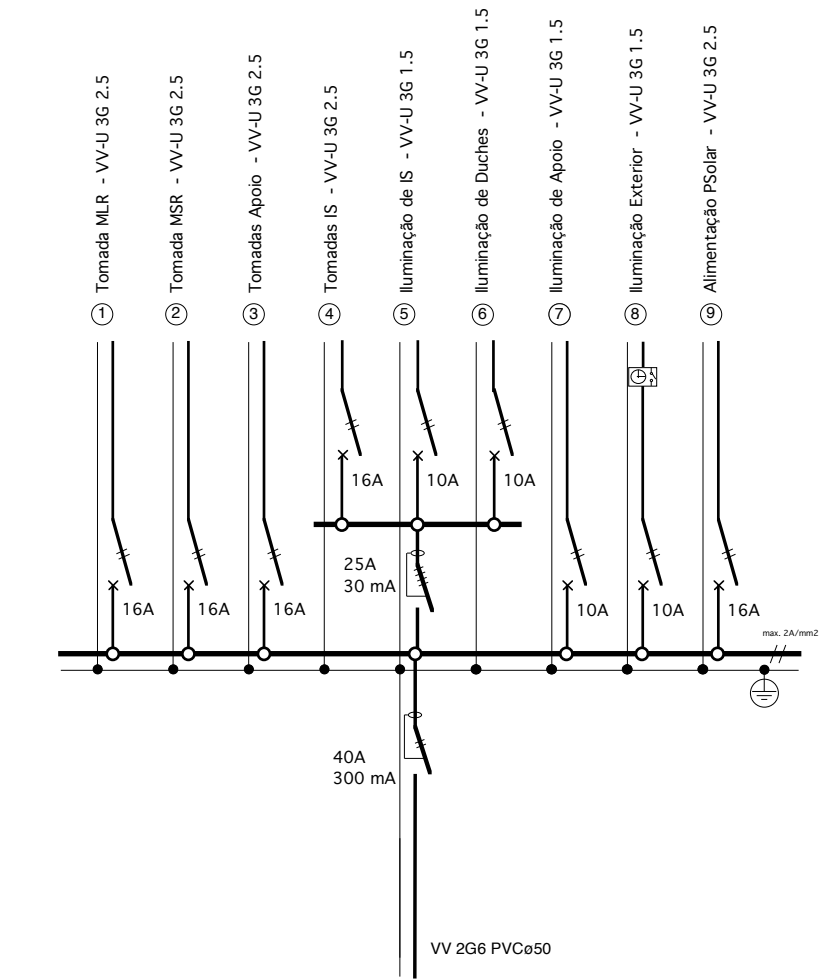 Tomada MLR - VV-U 3G 2.5
Tomada MSR - VV-U 3G 2.5
Tomadas Apoio - VV-U 3G 2.5
Tomadas IS - VV-U 3G 2.5
Iluminação de IS - VV-U 3G 1.5
Iluminação de Duches - VV-U 3G 1.5
Iluminação de Apoio - VV-U 3G 1.5
Iluminação Exterior - VV-U 3G 1.5
Alimentação PSolar - VV-U 3G 2.5
1 2 3 4 5 6 7 8 9
16A 10A 10A
25A
30 mA
16A 16A 16A 10A 10A 16A
max. 2A/mm2
40A
300 mA
VV 2G6 PVCø50